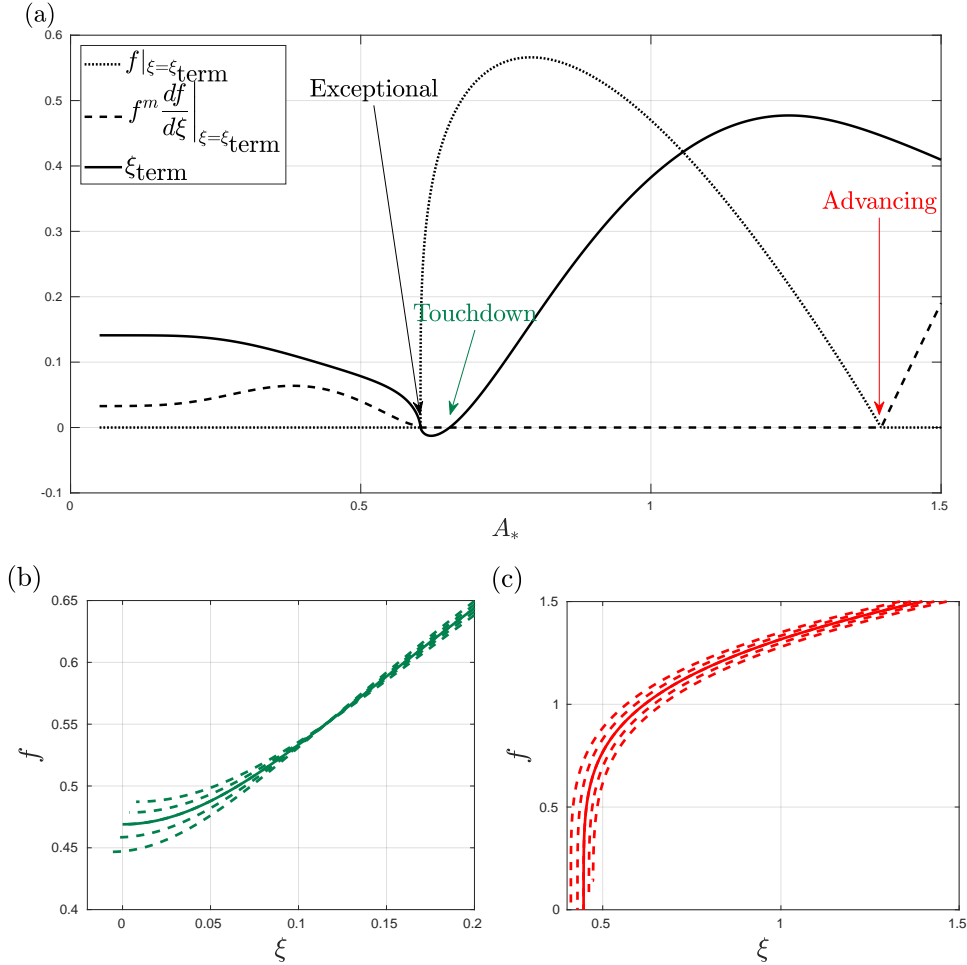 (a)
0.6
0.5
0.4
0.3
0.2
0.1
0
-0.1
f|ξ=ξterm
f^m df/dξ|ξ=ξterm
ξterm
Exceptional
Touchdown
Advancing
0 0.5 1 1.5
A*
(b)
0.65
0.6
0.55
0.5
0.45
0.4
f
0 0.05 0.1 0.15 0.2
ξ
(c)
1.5
1
0.5
0
f
0.5 1 1.5
ξ